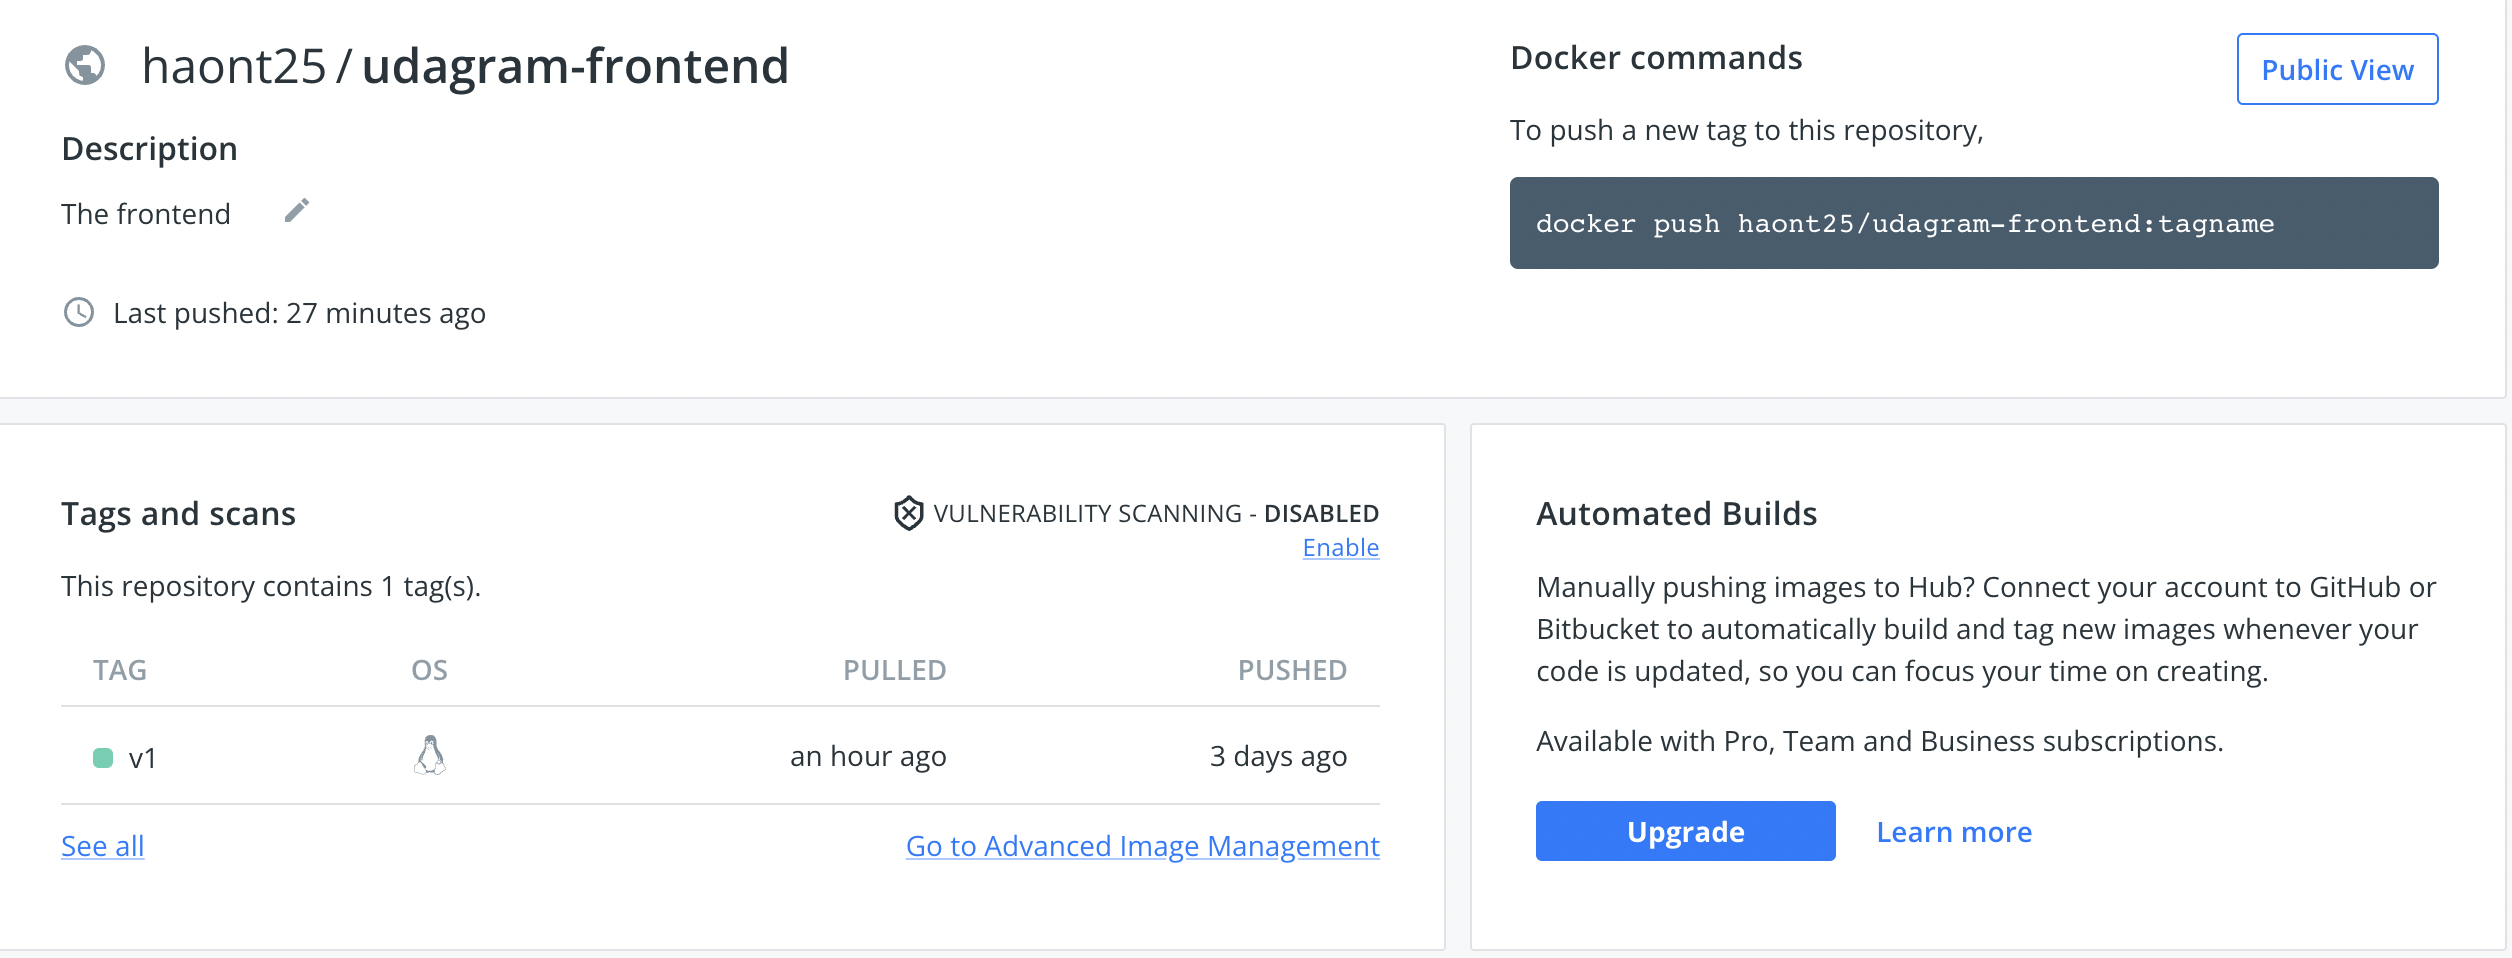 haont25 / udagram-frontend
Description
The frontend
Last pushed: 27 minutes ago
Docker commands
Public View
To push a new tag to this repository,
docker push haont25/udagram-frontend:tagname
Tags and scans
VULNERABILITY SCANNING - DISABLED
Enable
This repository contains 1 tag(s).
TAG OS PULLED PUSHED
v1 an hour ago 3 days ago
See all Go to Advanced Image Management
Automated Builds
Manually pushing images to Hub? Connect your account to GitHub or
Bitbucket to automatically build and tag new images whenever your
code is updated, so you can focus your time on creating.
Available with Pro, Team and Business subscriptions.
Upgrade Learn more